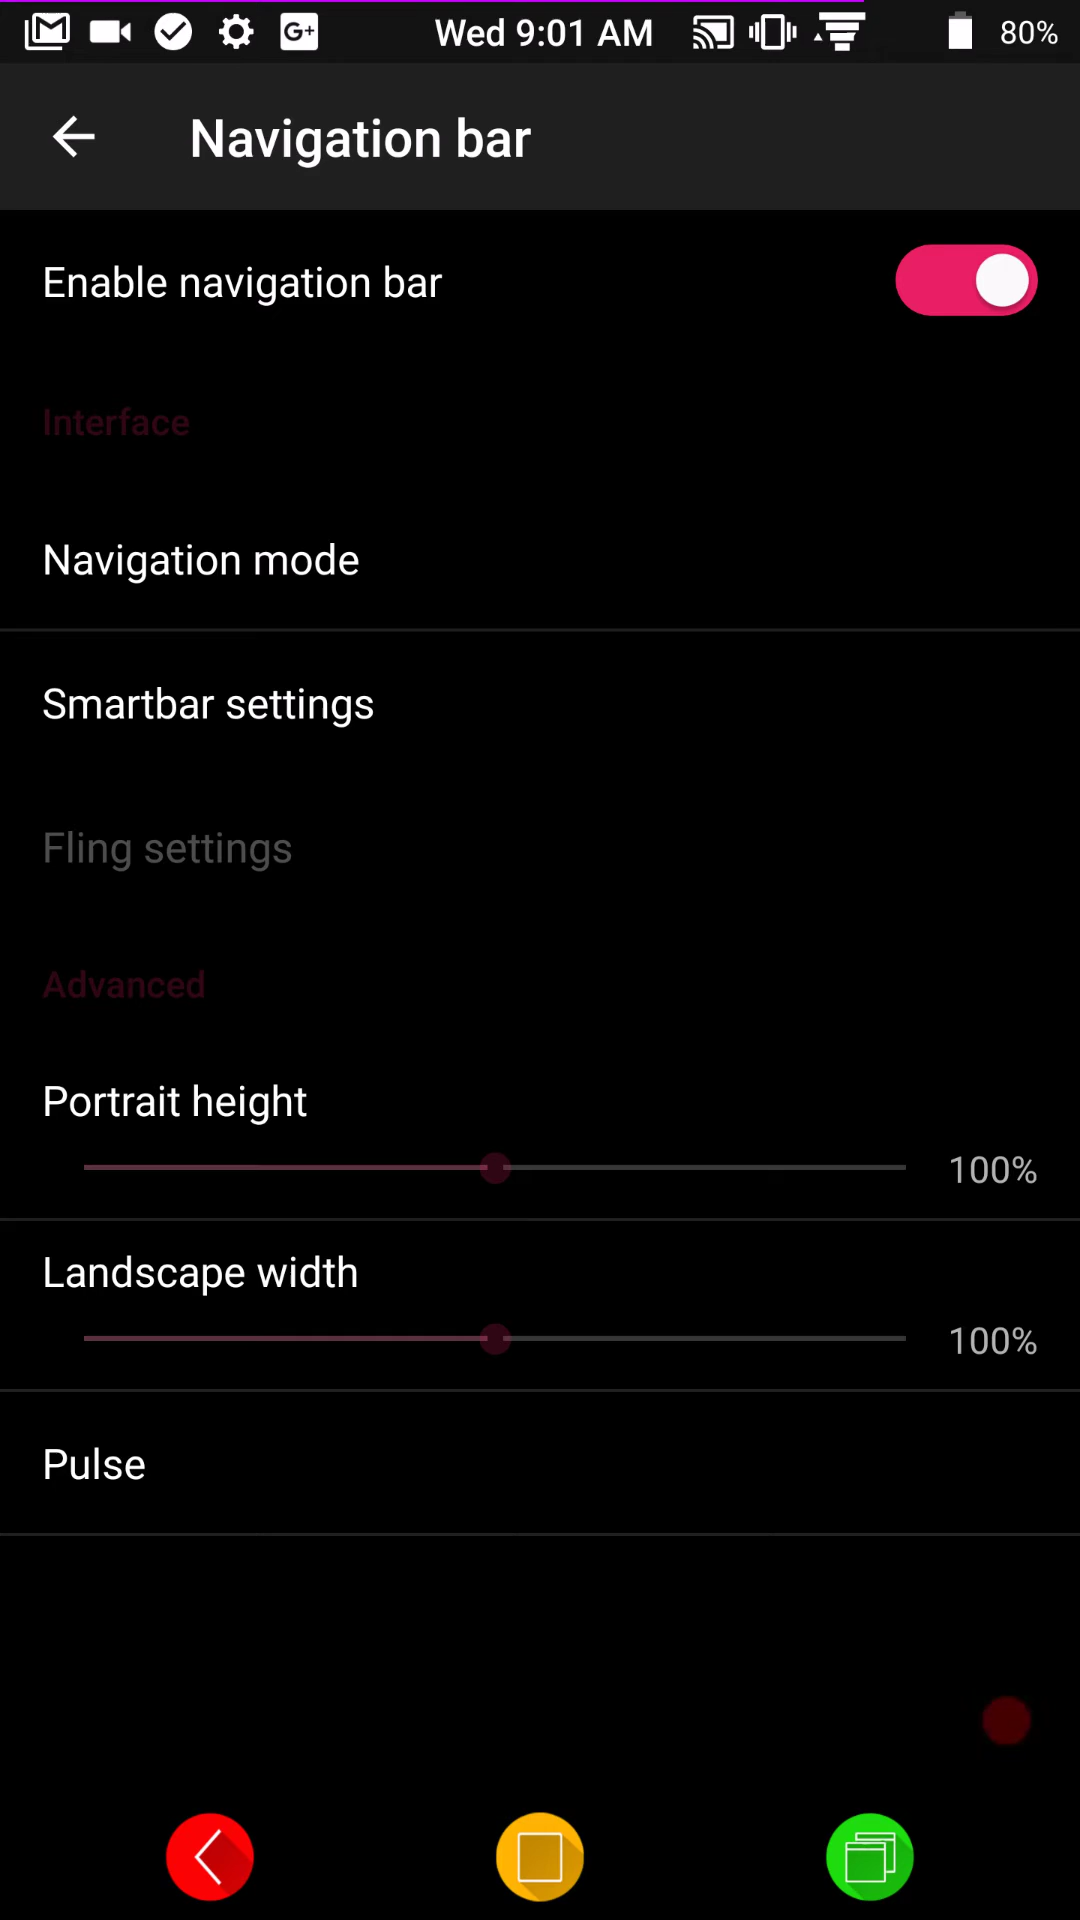 G+ Wed 9:01 AM 80%
Navigation bar
Enable navigation bar
Interface
Navigation mode
Smartbar settings
Fling settings
Advanced
Portrait height
100%
Landscape width
100%
Pulse